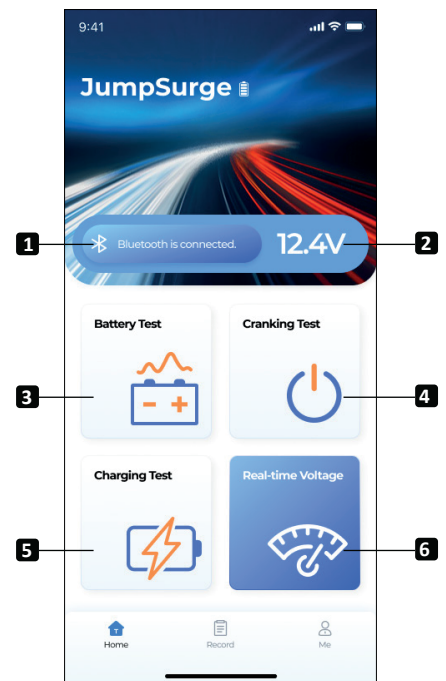 9:41
JumpSurge
1
Bluetooth is connected.
12.4V
2
Battery Test
Cranking Test
3
- +
4
Charging Test
Real-time Voltage
5
6
T
Home
Record
Me